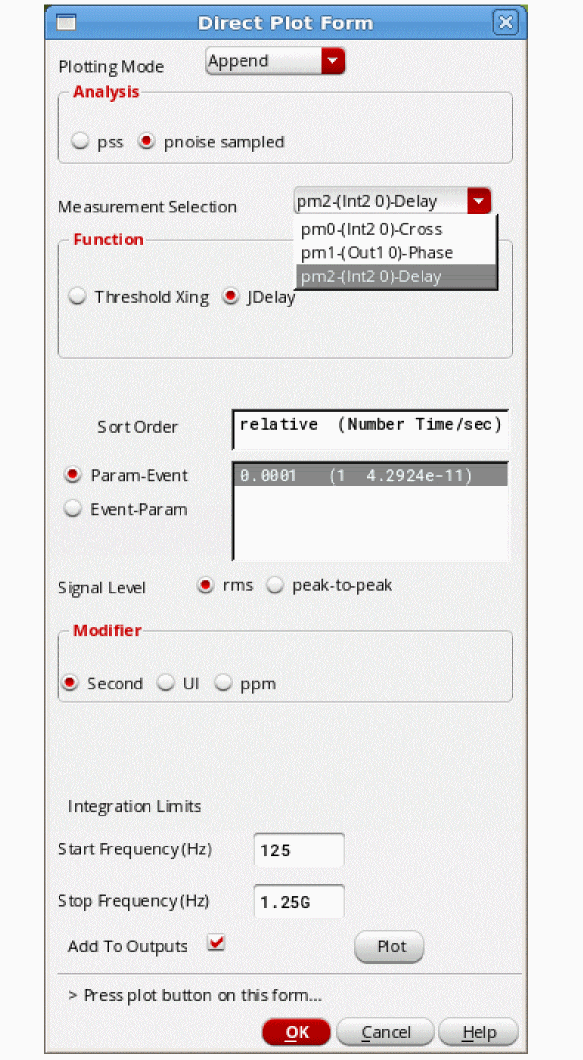 Direct Plot Form
Plotting Mode Append
Analysis
pss pnoise sampled
Measurement Selection pm2-(Int2 0)-Delay
pm0-(Int2 0)-Cross
pm1-(Out1 0)-Phase
pm2-(Int2 0)-Delay
Function
Threshold Xing JDelay
Sort Order relative (Number Time/sec)
Param-Event 0.0001 (1 4.2924e-11)
Event-Param
Signal Level rms peak-to-peak
Modifier
Second UI ppm
Integration Limits
Start Frequency(Hz) 125
Stop Frequency(Hz) 1.25G
Add To Outputs Plot
> Press plot button on this form...
OK Cancel Help